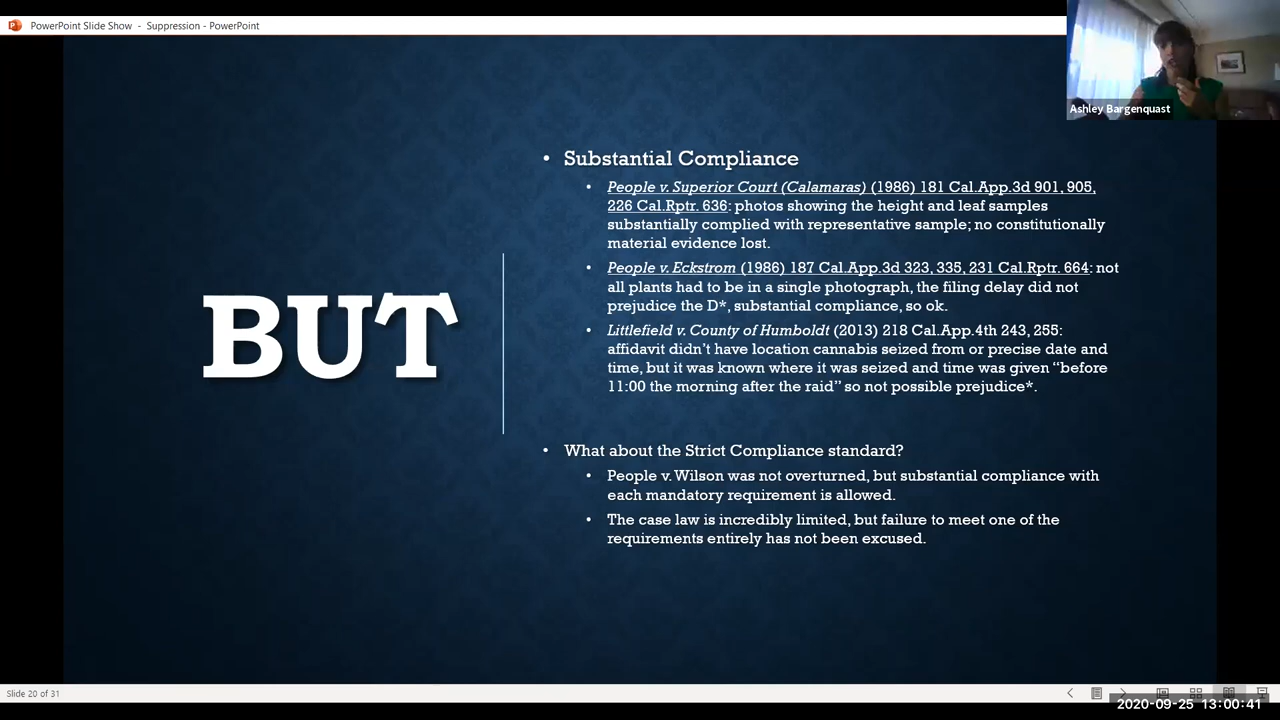 PowerPoint Slide Show - Suppression - PowerPoint
Ashley Bargenquast
BUT
• Substantial Compliance
• People v. Superior Court (Calamaras) (1986) 181 Cal.App.3d 901, 905,
226 Cal.Rptr. 636: photos showing the height and leaf samples
substantially complied with representative sample; no constitutionally
material evidence lost.
• People v. Eckstrom (1986) 187 Cal.App.3d 323, 335, 231 Cal.Rptr. 664: not
all plants had to be in a single photograph, the filing delay did not
prejudice the D*, substantial compliance, so ok.
• Littlefield v. County of Humboldt (2013) 218 Cal.App.4th 243, 255:
affidavit didn't have location cannabis seized from or precise date and
time, but it was known where it was seized and time was given “before
11:00 the morning after the raid” so not possible prejudice*.
• What about the Strict Compliance standard?
• People v. Wilson was not overturned, but substantial compliance with
each mandatory requirement is allowed.
• The case law is incredibly limited, but failure to meet one of the
requirements entirely has not been excused.
Slide 20 of 31
2020-09-25 13:00:41